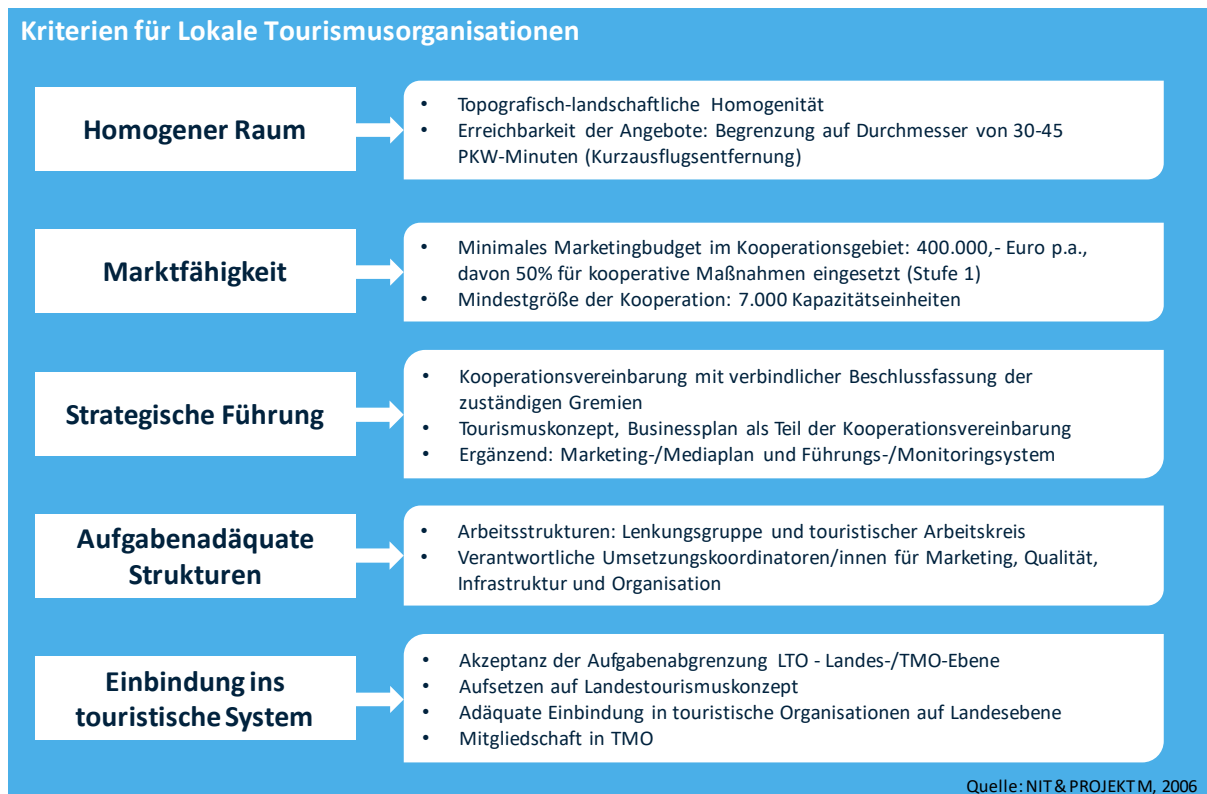 Kriterien für Lokale Tourismusorganisationen
Homogener Raum
• Topografisch-landschaftliche Homogenität
• Erreichbarkeit der Angebote: Begrenzung auf Durchmesser von 30-45
PKW-Minuten (Kurzausflugsentfernung)
Marktfähigkeit
• Minimales Marketingbudget im Kooperationsgebiet: 400.000,- Euro p.a.,
davon 50% für kooperative Maßnahmen eingesetzt (Stufe 1)
• Mindestgröße der Kooperation: 7.000 Kapazitätseinheiten
Strategische Führung
• Kooperationsvereinbarung mit verbindlicher Beschlussfassung der
zuständigen Gremien
• Tourismuskonzept, Businessplan als Teil der Kooperationsvereinbarung
• Ergänzend: Marketing-/Mediaplan und Führungs-/Monitoringsystem
Aufgabenadäquate
Strukturen
• Arbeitsstrukturen: Lenkungsgruppe und touristischer Arbeitskreis
• Verantwortliche Umsetzungskoordinatoren/innen für Marketing, Qualität,
Infrastruktur und Organisation
Einbindung ins
touristische System
• Akzeptanz der Aufgabenabgrenzung LTO - Landes-/TMO-Ebene
• Aufsetzen auf Landestourismuskonzept
• Adäquate Einbindung in touristische Organisationen auf Landesebene
• Mitgliedschaft in TMO
Quelle: NIT & PROJEKT M, 2006